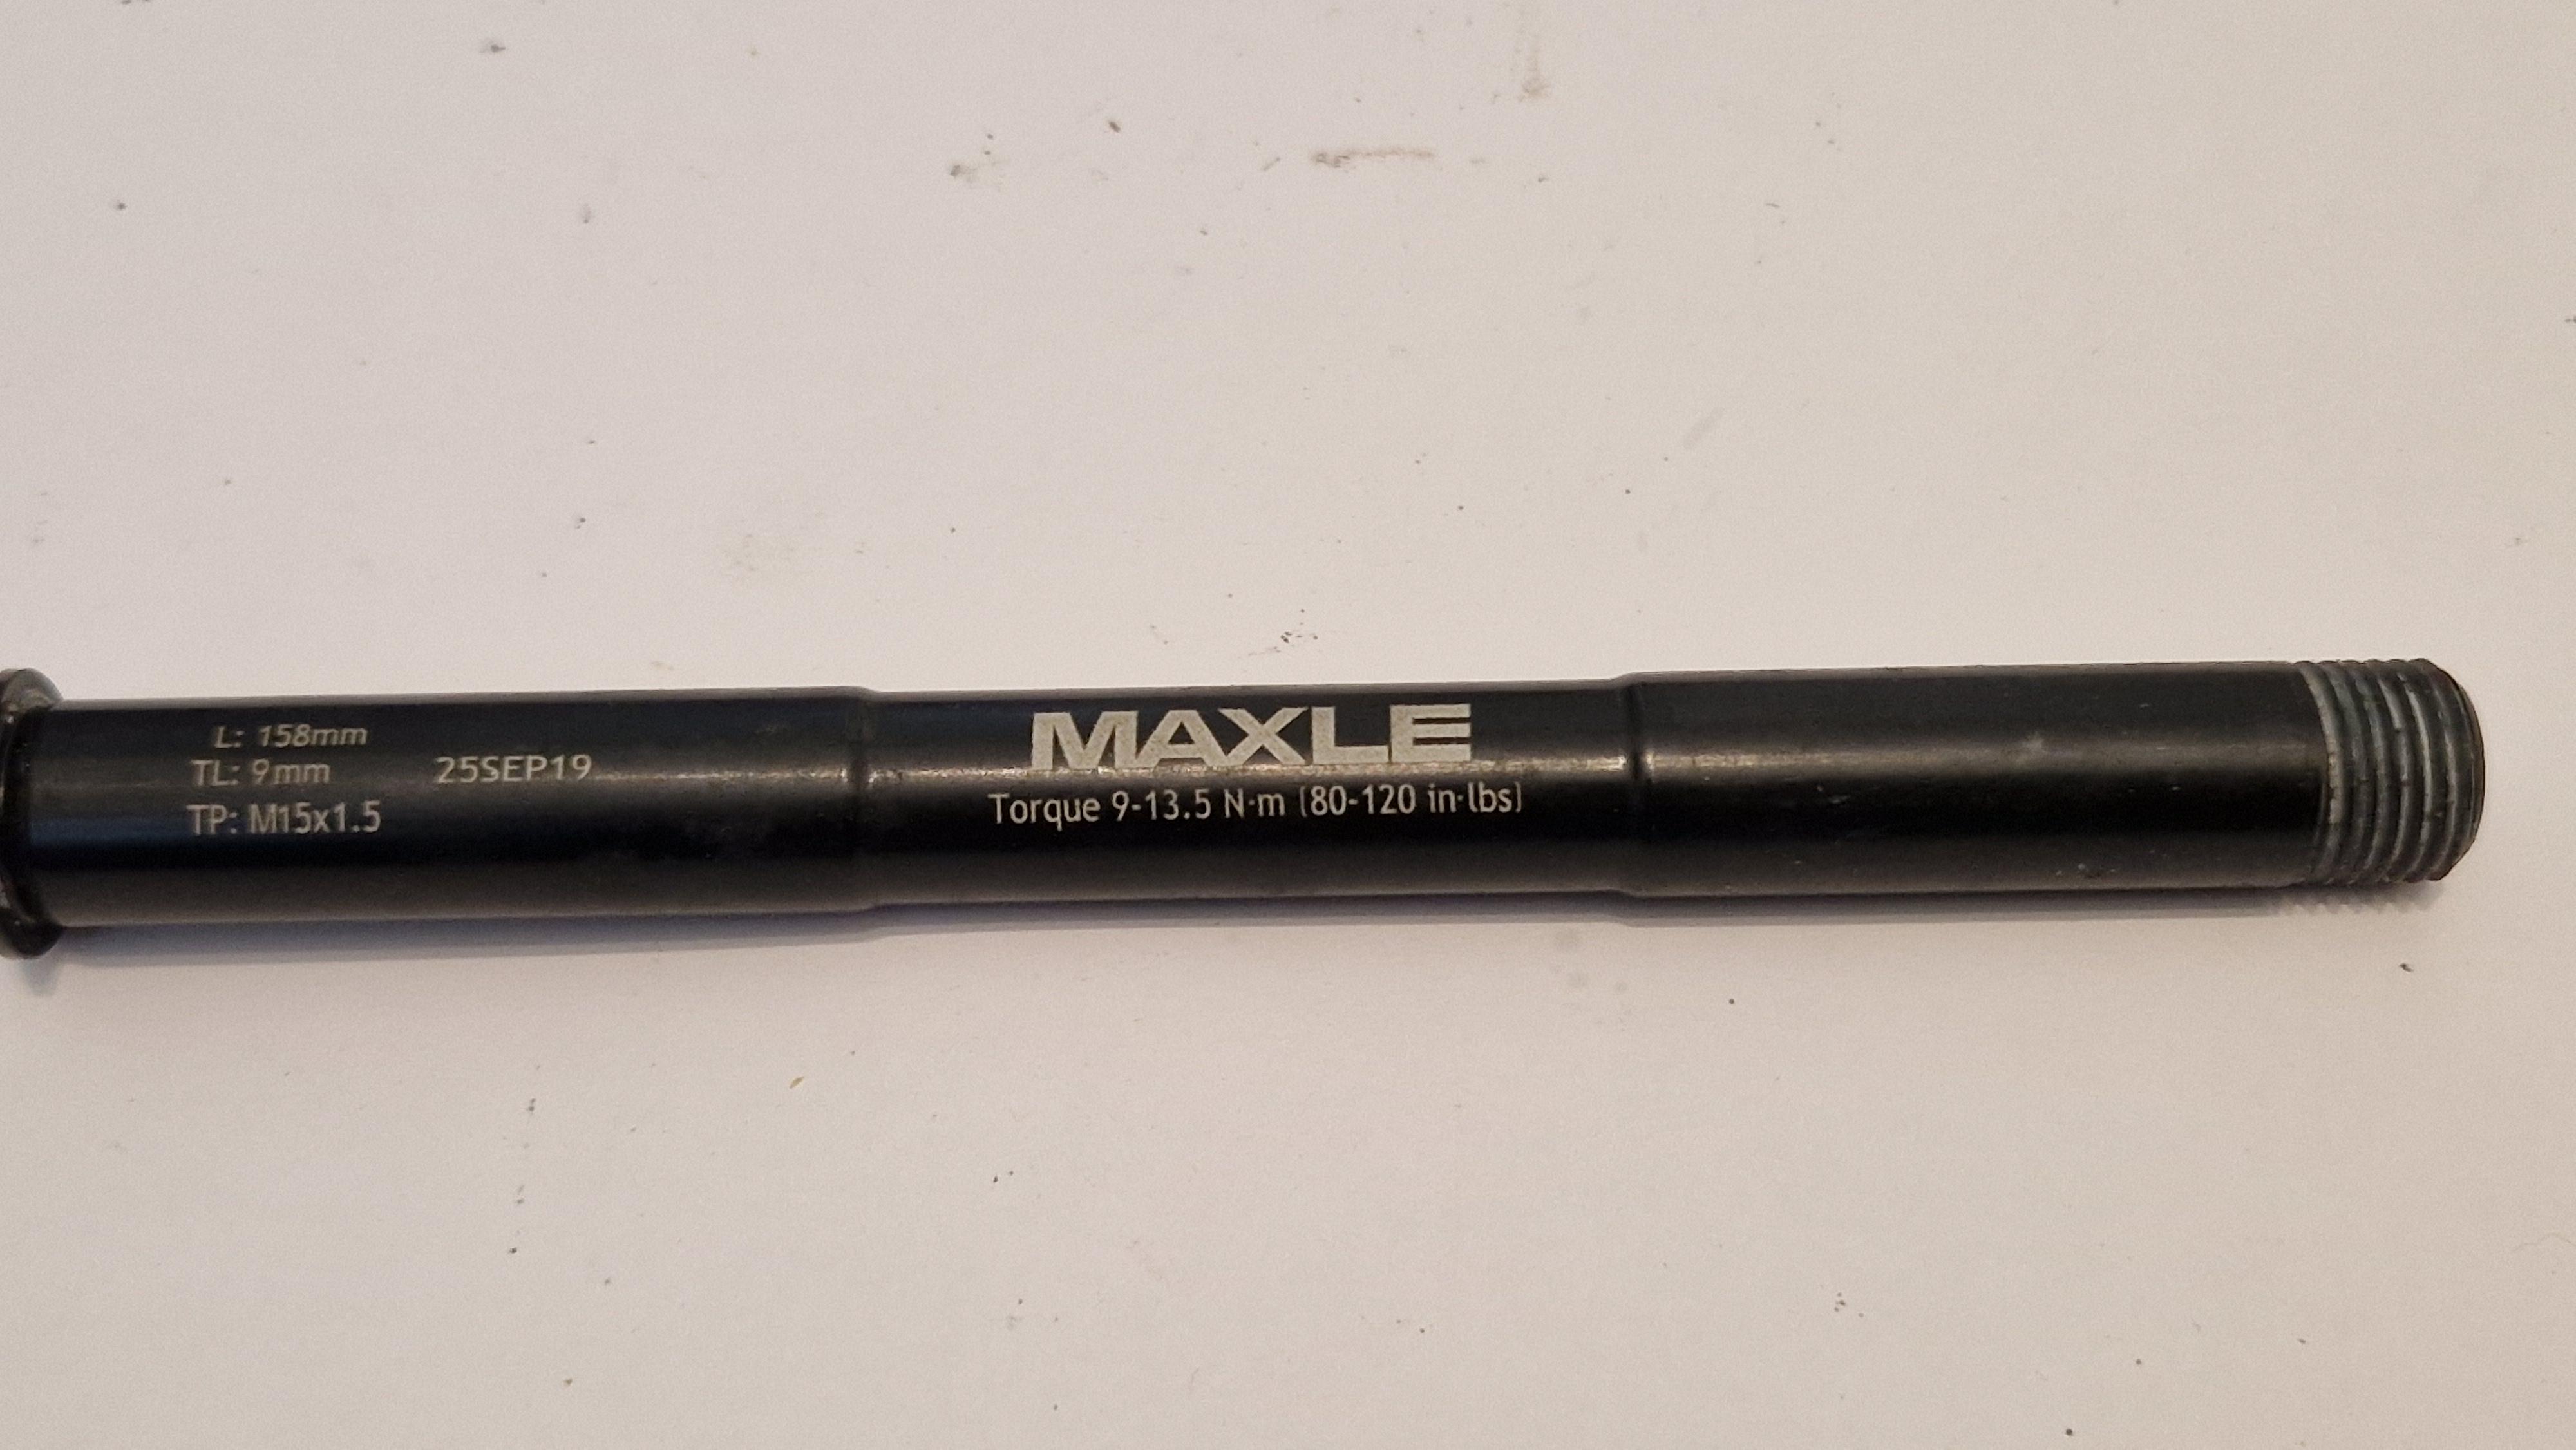 L: 158mm
TL: 9mm
TP: M15x1.5
25SEP19
MAXLE
Torque 9-13.5 N·m (80-120 in·lbs)